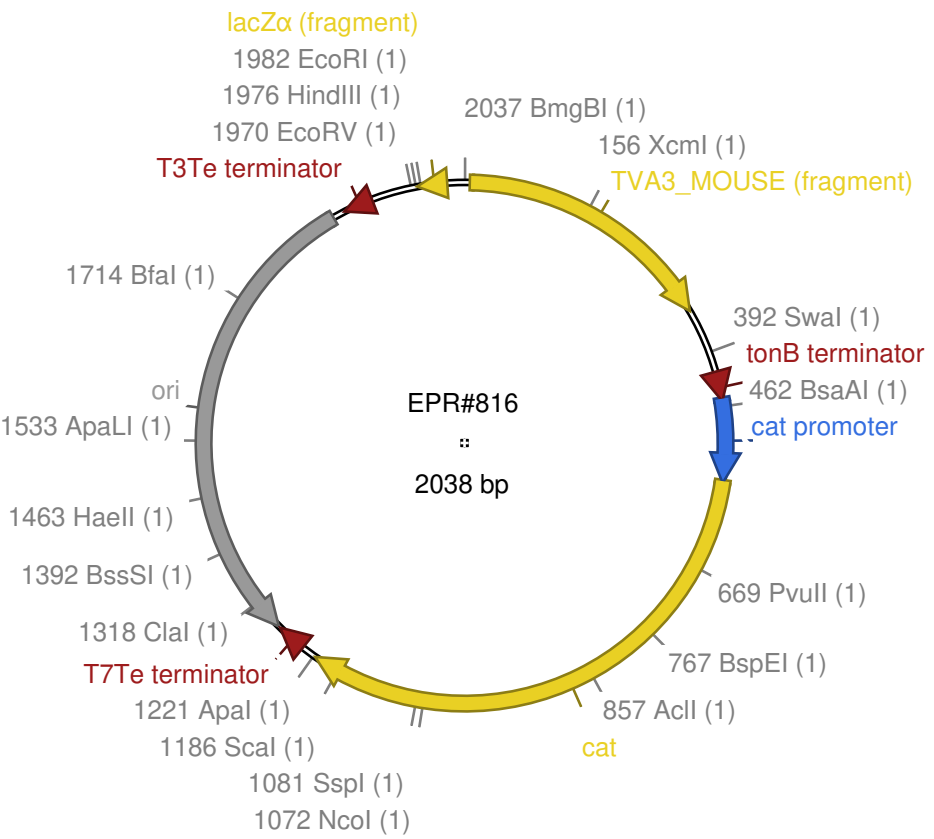 lacZα (fragment)
1982 EcoRI (1)
1976 HindIII (1)
1970 EcoRV (1)
T3Te terminator
2037 BmgBI (1)
156 XcmI (1)
TVA3_MOUSE (fragment)
1714 BfaI (1)
392 SwaI (1)
tonB terminator
462 BsaAI (1)
cat promoter
ori
1533 ApaLI (1)
EPR#816
2038 bp
1463 HaeII (1)
1392 BssSI (1)
1318 ClaI (1)
T7Te terminator
1221 ApaI (1)
1186 ScaI (1)
1081 SspI (1)
1072 NcoI (1)
669 PvuII (1)
767 BspEI (1)
857 AclI (1)
cat